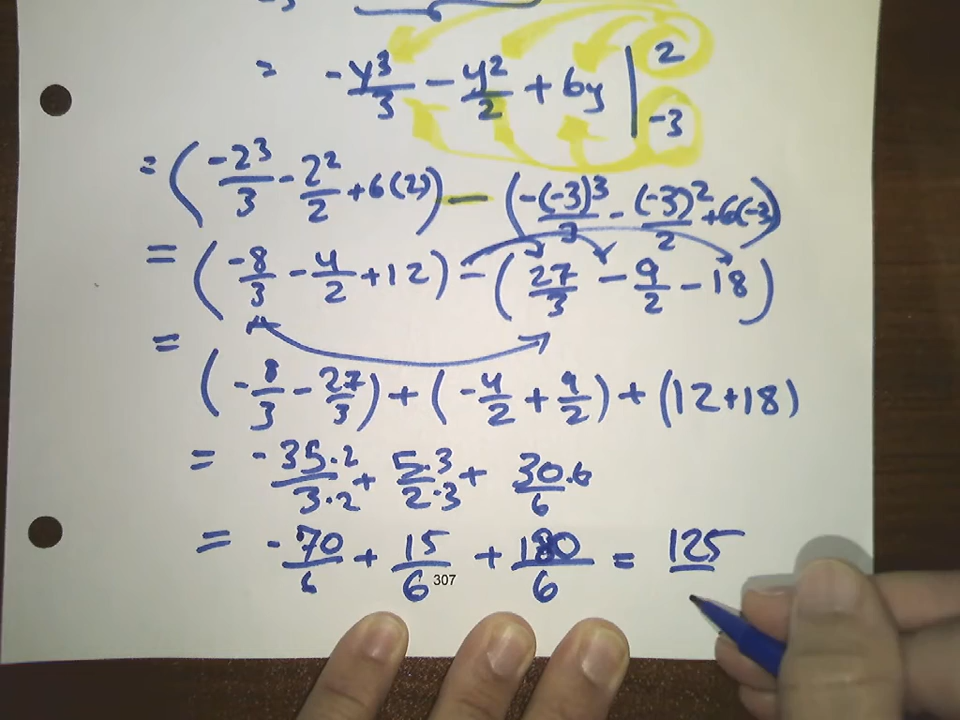 = -y³/3 - y²/2 + 6y | 2 -3
= (-2³/3 - 2²/2 + 6(2)) - (-(-3)³/3 - (-3)²/2 + 6(-3))
= (-8/3 - 4/2 + 12) - (27/3 - 9/2 - 18)
=
(-8/3 - 27/3) + (-4/2 + 9/2) + (12+18)
= -35·2/3·2 + 5·3/2·3 + 30·6/6
= -70/6 + 15/6 + 180/6 = 125
307